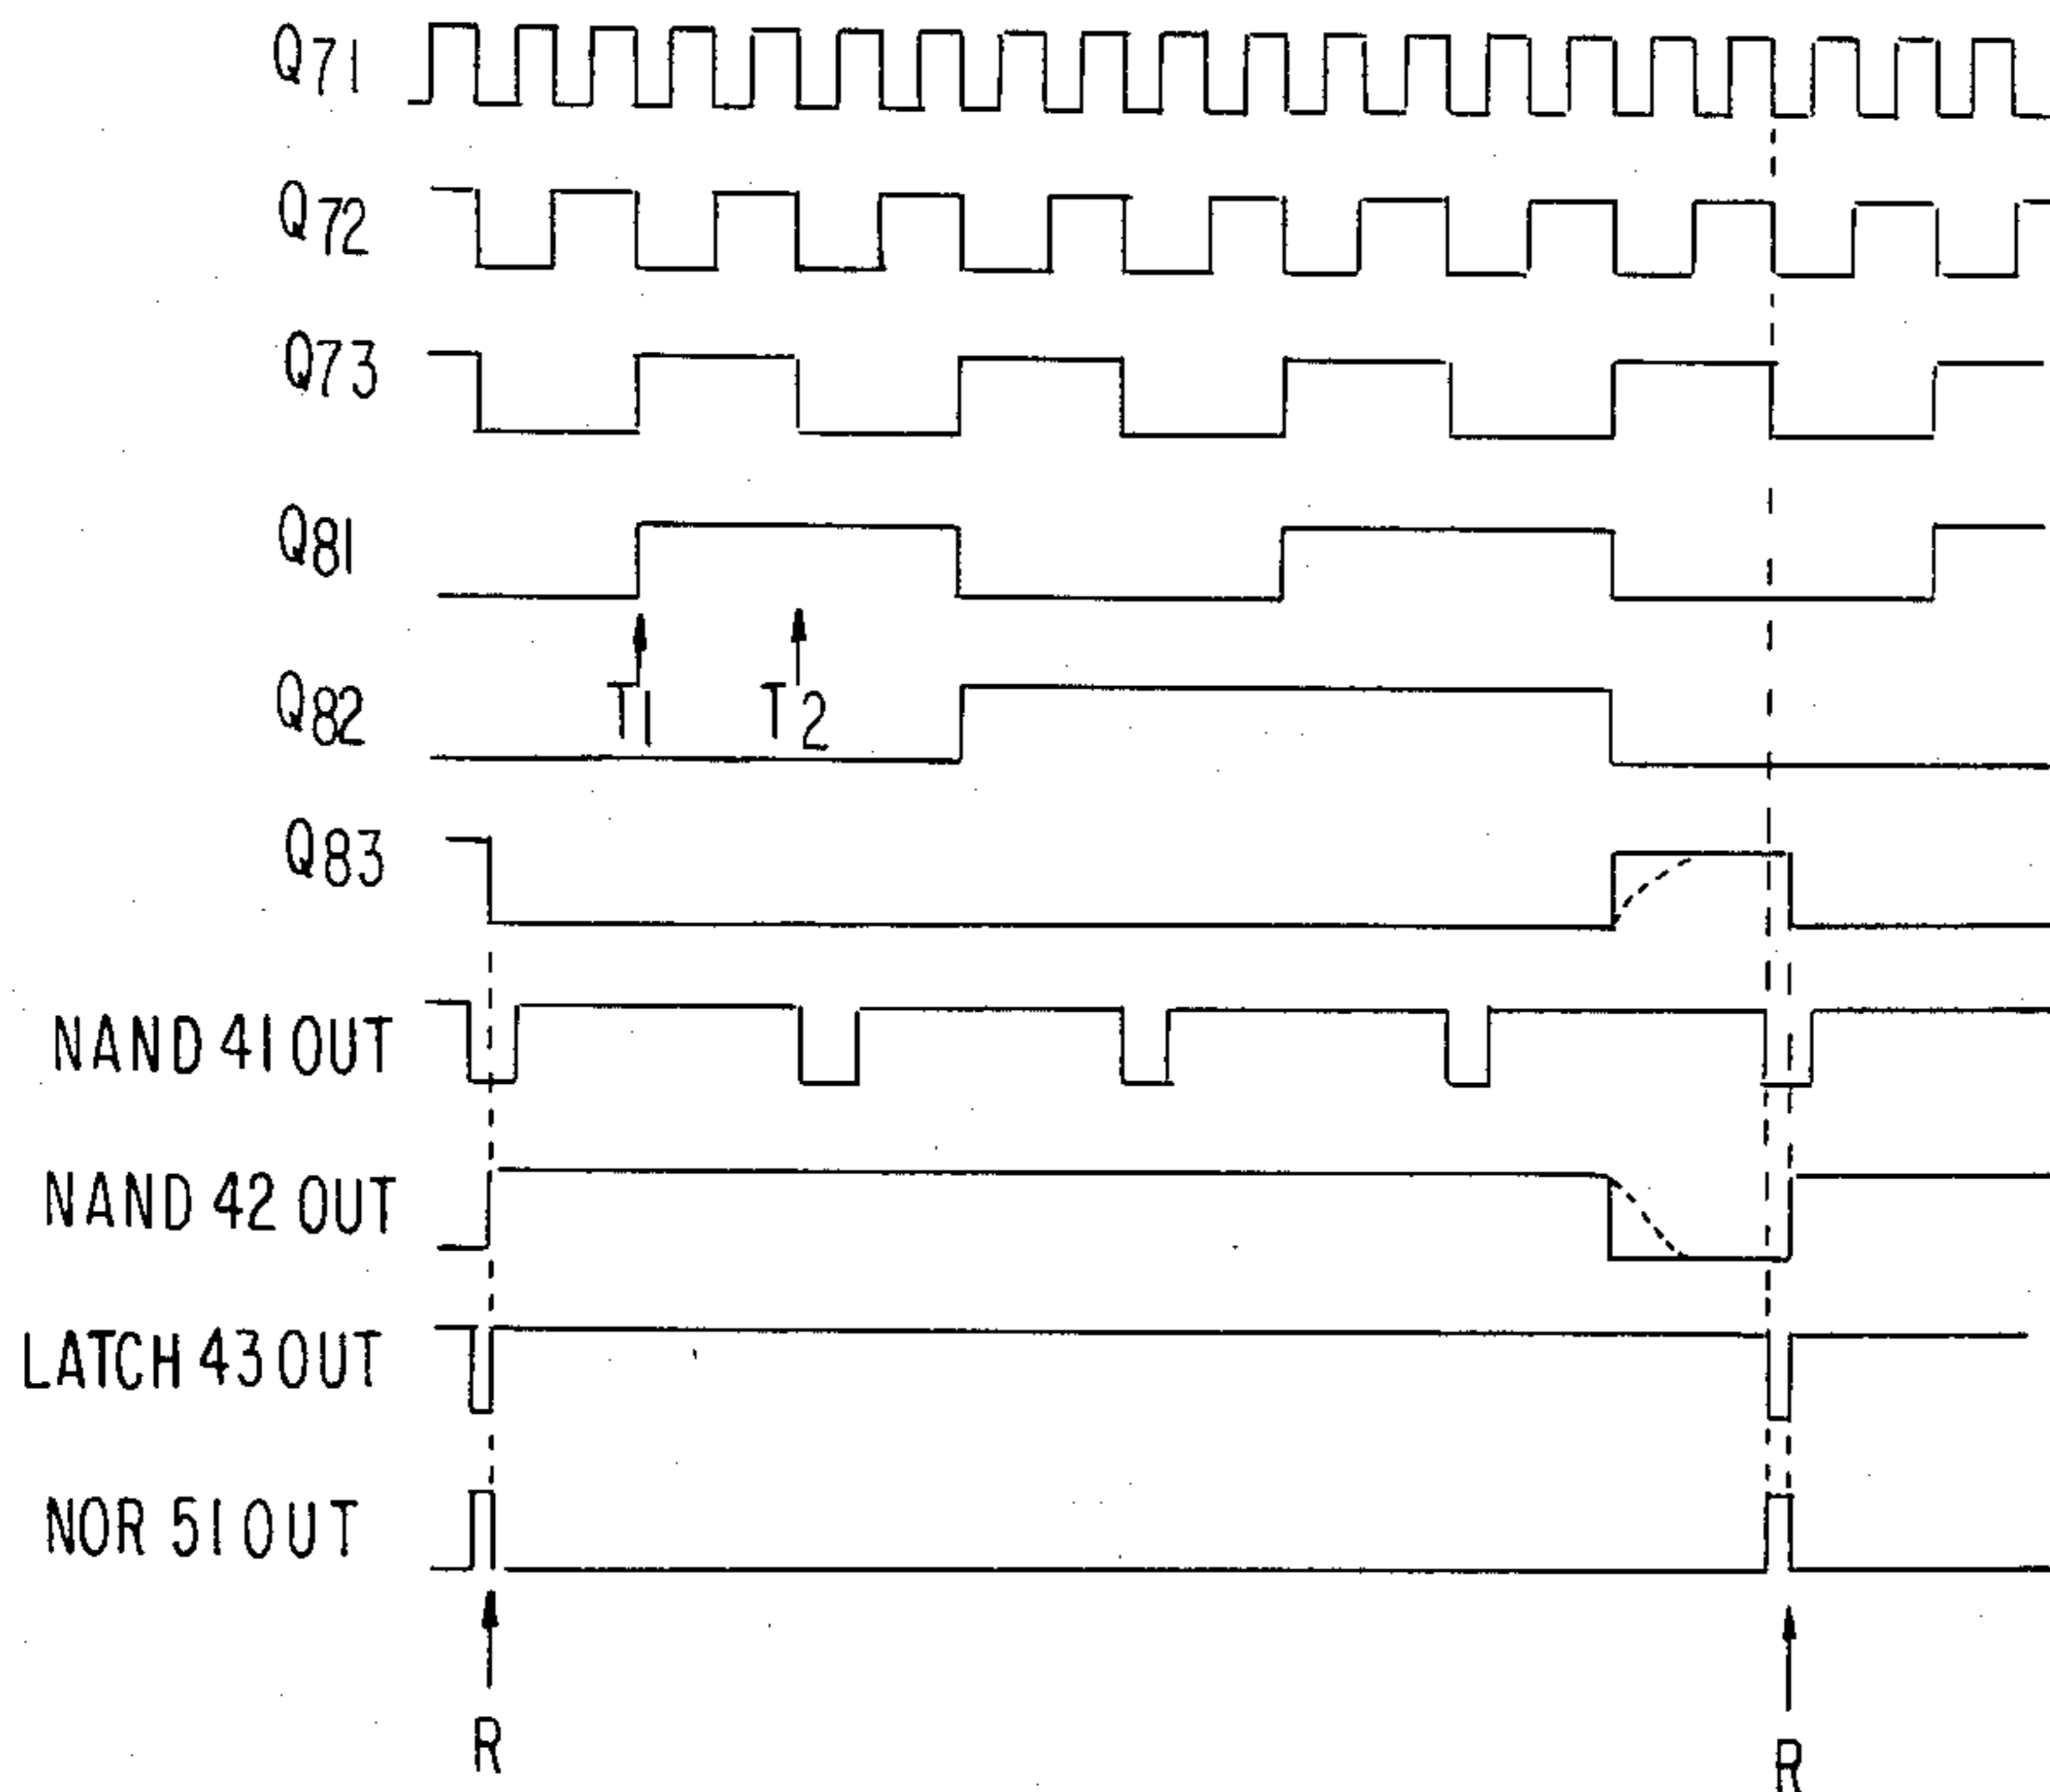 Q71
Q72
Q73
Q81
T1 T2
Q82
Q83
NAND 41 OUT
NAND 42 OUT
LATCH 43 OUT
NOR 51 OUT
R R